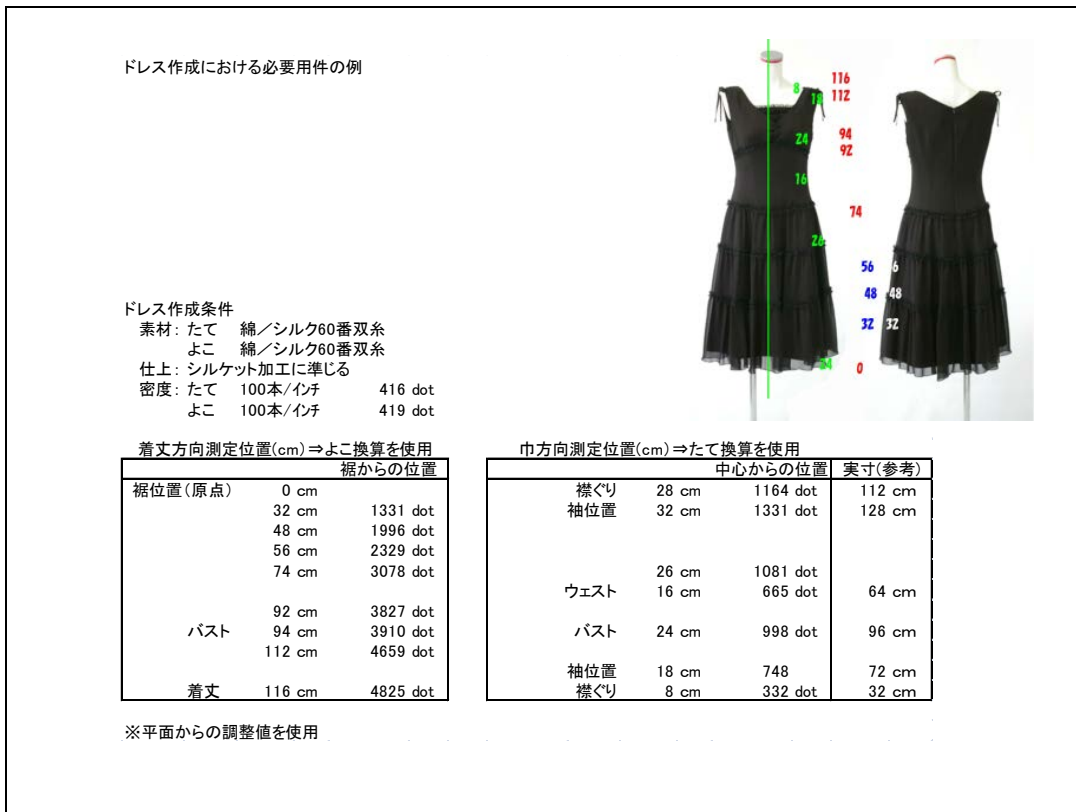 ドレス作成における必要用件の例
116
8
18
112
94
24
92
16
74
26
56 6
48 48
32 32
24 0
ドレス作成条件
素材: たて 綿／シルク60番双糸
よこ 綿／シルク60番双糸
仕上: シルケット加工に準じる
密度: たて 100本/インチ 416 dot
よこ 100本/インチ 419 dot
着丈方向測定位置(cm)⇒よこ換算を使用
裾からの位置
裾位置(原点) 0 cm
32 cm 1331 dot
48 cm 1996 dot
56 cm 2329 dot
74 cm 3078 dot
92 cm 3827 dot
バスト 94 cm 3910 dot
112 cm 4659 dot
着丈 116 cm 4825 dot
巾方向測定位置(cm)⇒たて換算を使用
中心からの位置 実寸(参考)
襟ぐり 28 cm 1164 dot 112 cm
袖位置 32 cm 1331 dot 128 cm
26 cm 1081 dot
ウェスト 16 cm 665 dot 64 cm
バスト 24 cm 998 dot 96 cm
袖位置 18 cm 748 72 cm
襟ぐり 8 cm 332 dot 32 cm
※平面からの調整値を使用